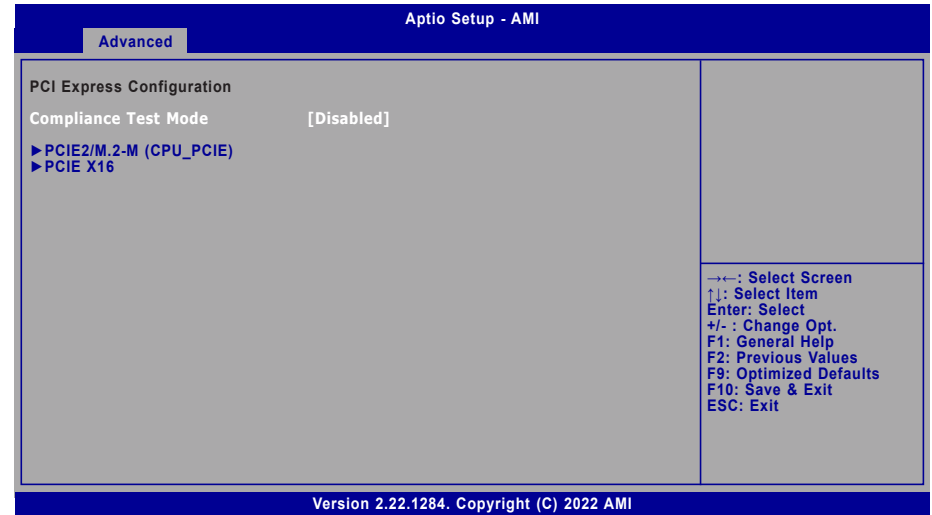 Aptio Setup - AMI
Advanced
PCI Express Configuration
Compliance Test Mode [Disabled]
►PCIE2/M.2-M (CPU_PCIE)
►PCIE X16
→←: Select Screen
↑↓: Select Item
Enter: Select
+/- : Change Opt.
F1: General Help
F2: Previous Values
F9: Optimized Defaults
F10: Save & Exit
ESC: Exit
Version 2.22.1284. Copyright (C) 2022 AMI